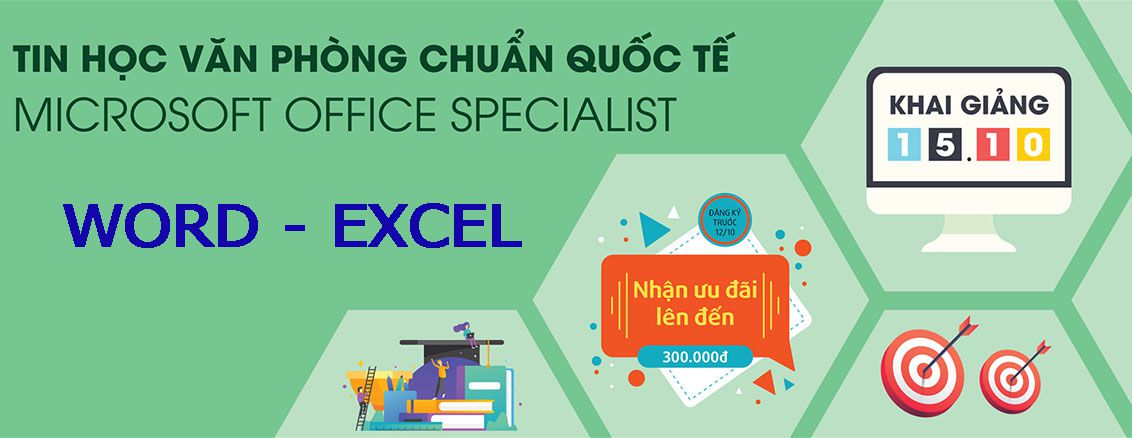 TIN HỌC VĂN PHÒNG CHUẨN QUỐC TẾ
MICROSOFT OFFICE SPECIALIST
WORD - EXCEL
KHAI GIẢNG
15.10
ĐĂNG KÝ
TRƯỚC
12/10
Nhận ưu đãi
lên đến
300.000đ